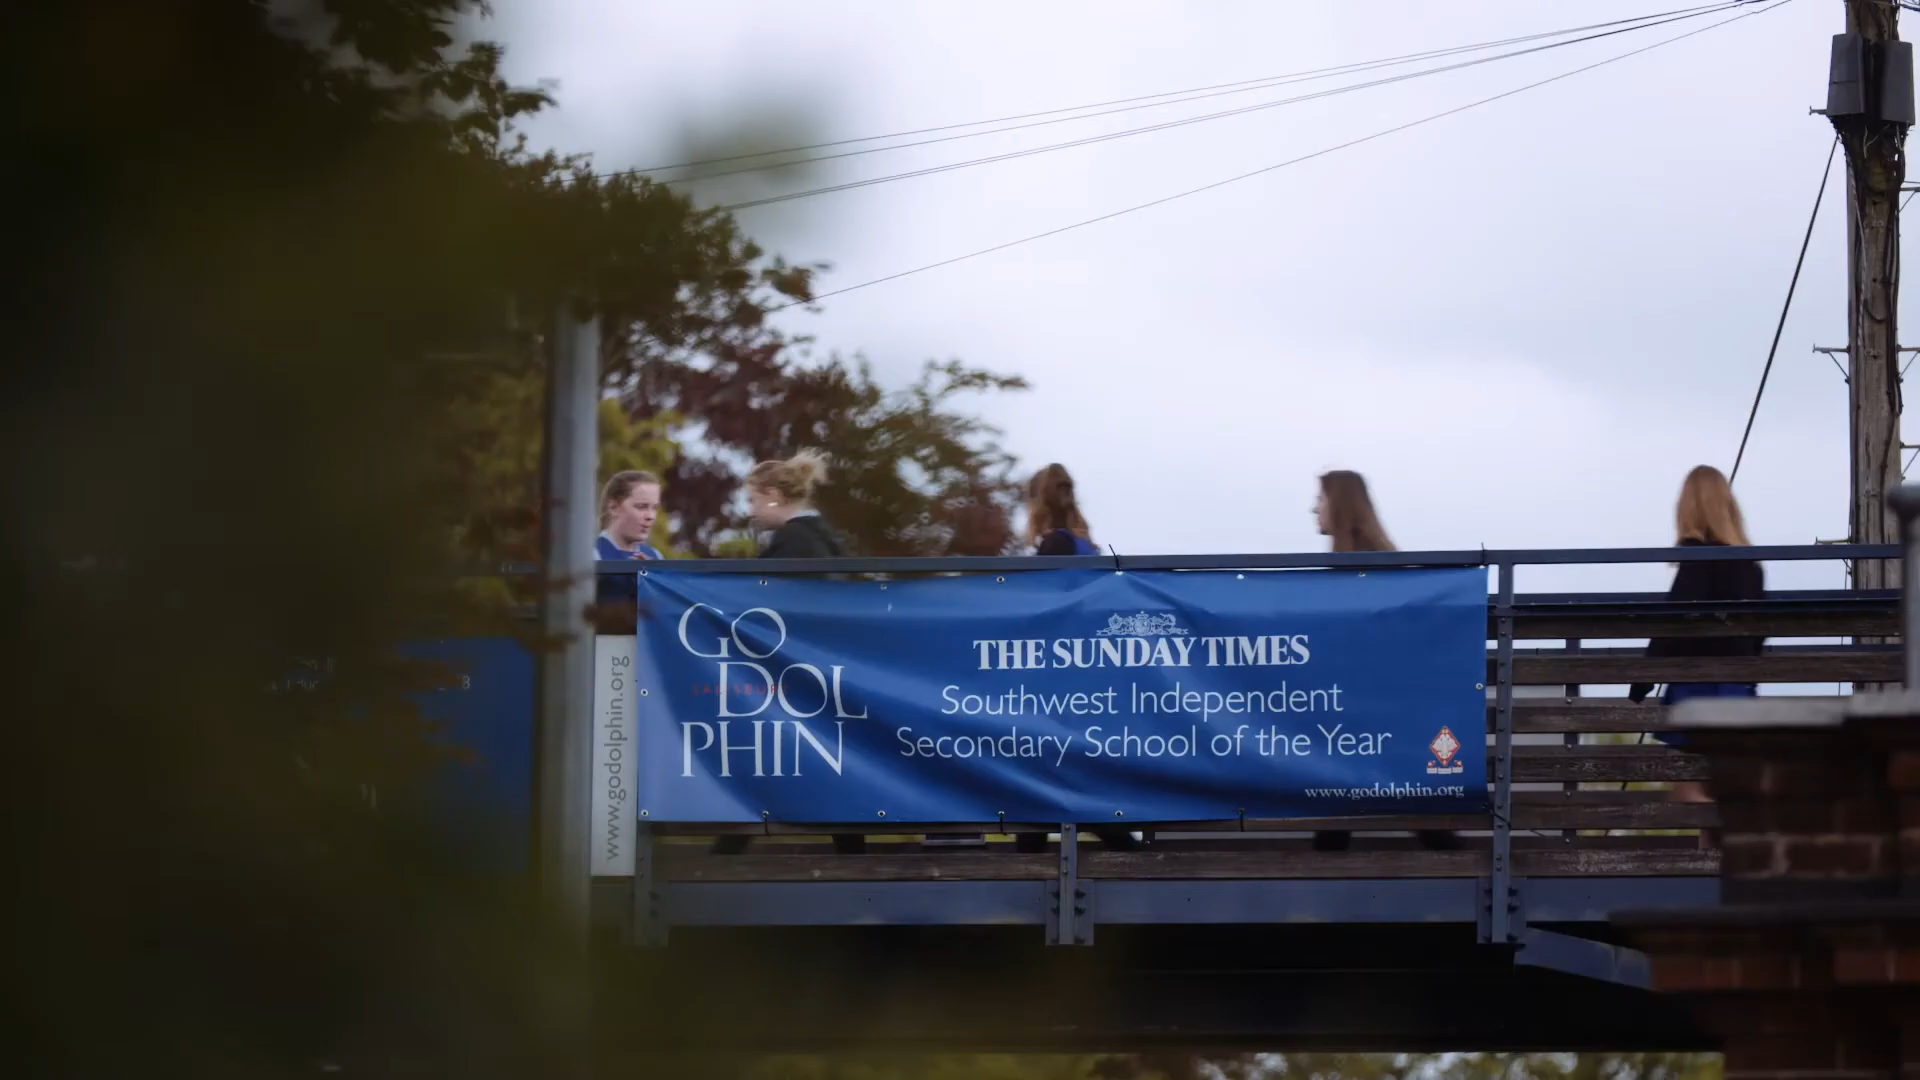 GO
DOL
PHIN
SALISBURY
THE SUNDAY TIMES
Southwest Independent
Secondary School of the Year
www.godolphin.org
www.godolphin.org